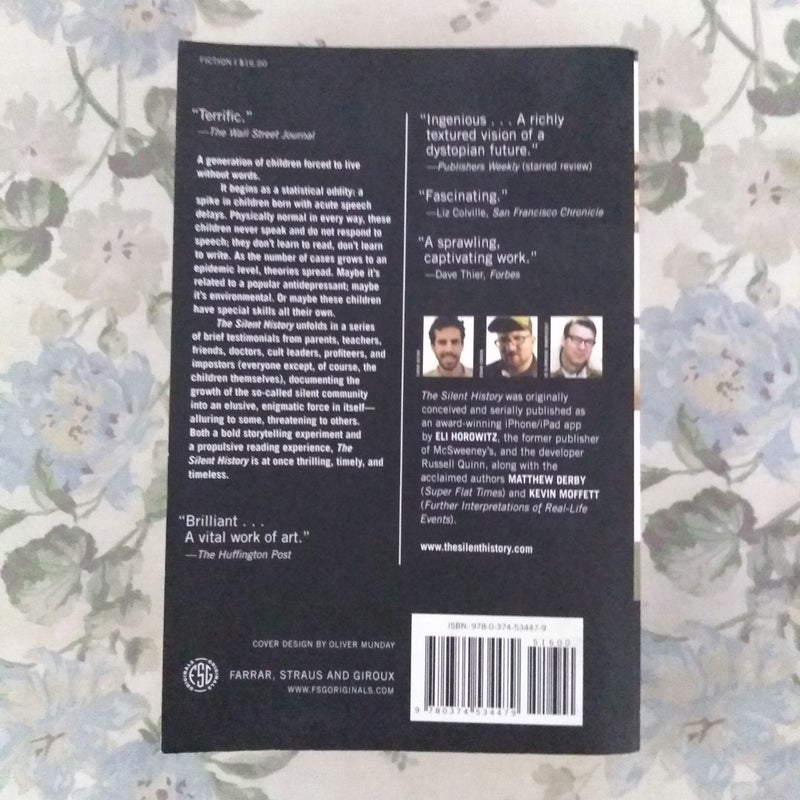 FICTION / $16.00
“Terrific.”
—The Wall Street Journal
A generation of children forced to live
without words.
It begins as a statistical oddity: a
spike in children born with acute speech
delays. Physically normal in every way, these
children never speak and do not respond to
speech; they don’t learn to read, don’t learn
to write. As the number of cases grows to an
epidemic level, theories spread. Maybe it’s
related to a popular antidepressant; maybe
it’s environmental. Or maybe these children
have special skills all their own.
The Silent History unfolds in a series
of brief testimonials from parents, teachers,
friends, doctors, cult leaders, profiteers, and
impostors (everyone except, of course, the
children themselves), documenting the
growth of the so-called silent community
into an elusive, enigmatic force in itself—
alluring to some, threatening to others.
Both a bold storytelling experiment and
a propulsive reading experience, The
Silent History is at once thrilling, timely, and
timeless.
“Brilliant . . .
A vital work of art.”
—The Huffington Post
“Ingenious . . . A richly
textured vision of a
dystopian future.”
—Publishers Weekly (starred review)
“Fascinating.”
—Liz Colville, San Francisco Chronicle
“A sprawling,
captivating work.”
—Dave Thier, Forbes
The Silent History was originally
conceived and serially published as
an award-winning iPhone/iPad app
by ELI HOROWITZ, the former publisher
of McSweeney’s, and the developer
Russell Quinn, along with the
acclaimed authors MATTHEW DERBY
(Super Flat Times) and KEVIN MOFFETT
(Further Interpretations of Real-Life
Events).
www.thesilenthistory.com
COVER DESIGN BY OLIVER MUNDAY
ORIGINALS FSG ORIGINALS
FARRAR, STRAUS AND GIROUX
WWW.FSGORIGINALS.COM
ISBN: 978-0-374-53447-9
51600
9 780374 534479